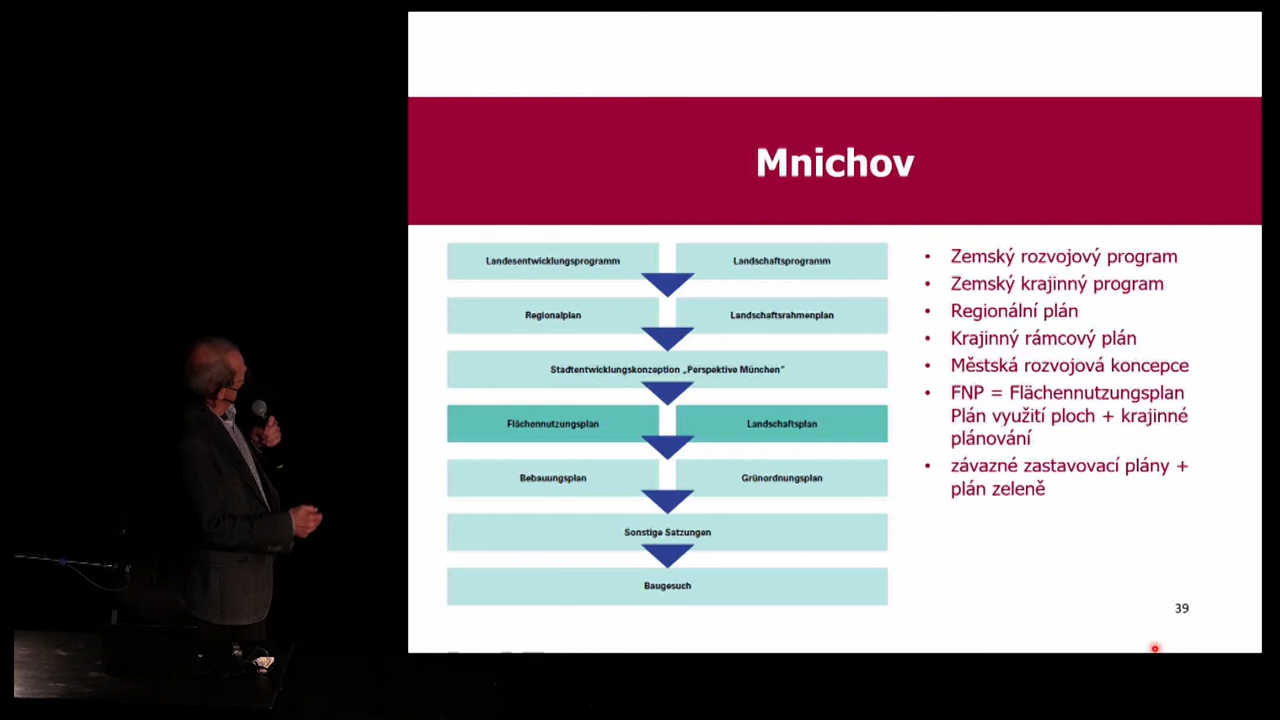 Mnichov
Landesentwicklungsprogramm
Landschaftsprogramm
Regionalplan
Landschaftsrahmenplan
Stadtentwicklungskonzeption „Perspektive München“
Flächennutzungsplan
Landschaftsplan
Bebauungsplan
Grünordnungsplan
Sonstige Satzungen
Baugesuch
• Zemský rozvojový program
• Zemský krajinný program
• Regionální plán
• Krajinný rámcový plán
• Městská rozvojová koncepce
• FNP = Flächennutzungsplan
Plán využití ploch + krajinné
plánování
• závazné zastavovací plány +
plán zeleně
39